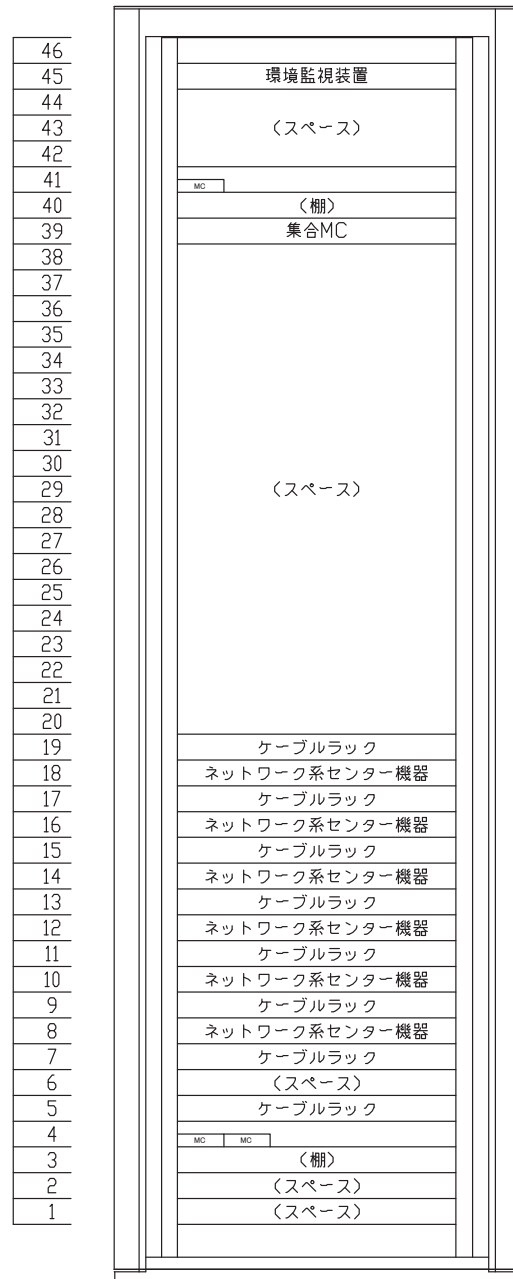 46
45 環境監視装置
44
43 （スペース）
42
41 MC
40 （棚）
39 集合MC
38
37
36
35
34
33
32
31
30
29 （スペース）
28
27
26
25
24
23
22
21
20
19 ケーブルラック
18 ネットワーク系センター機器
17 ケーブルラック
16 ネットワーク系センター機器
15 ケーブルラック
14 ネットワーク系センター機器
13 ケーブルラック
12 ネットワーク系センター機器
11 ケーブルラック
10 ネットワーク系センター機器
9 ケーブルラック
8 ネットワーク系センター機器
7 ケーブルラック
6 （スペース）
5 ケーブルラック
4 MC MC
3 （棚）
2 （スペース）
1 （スペース）